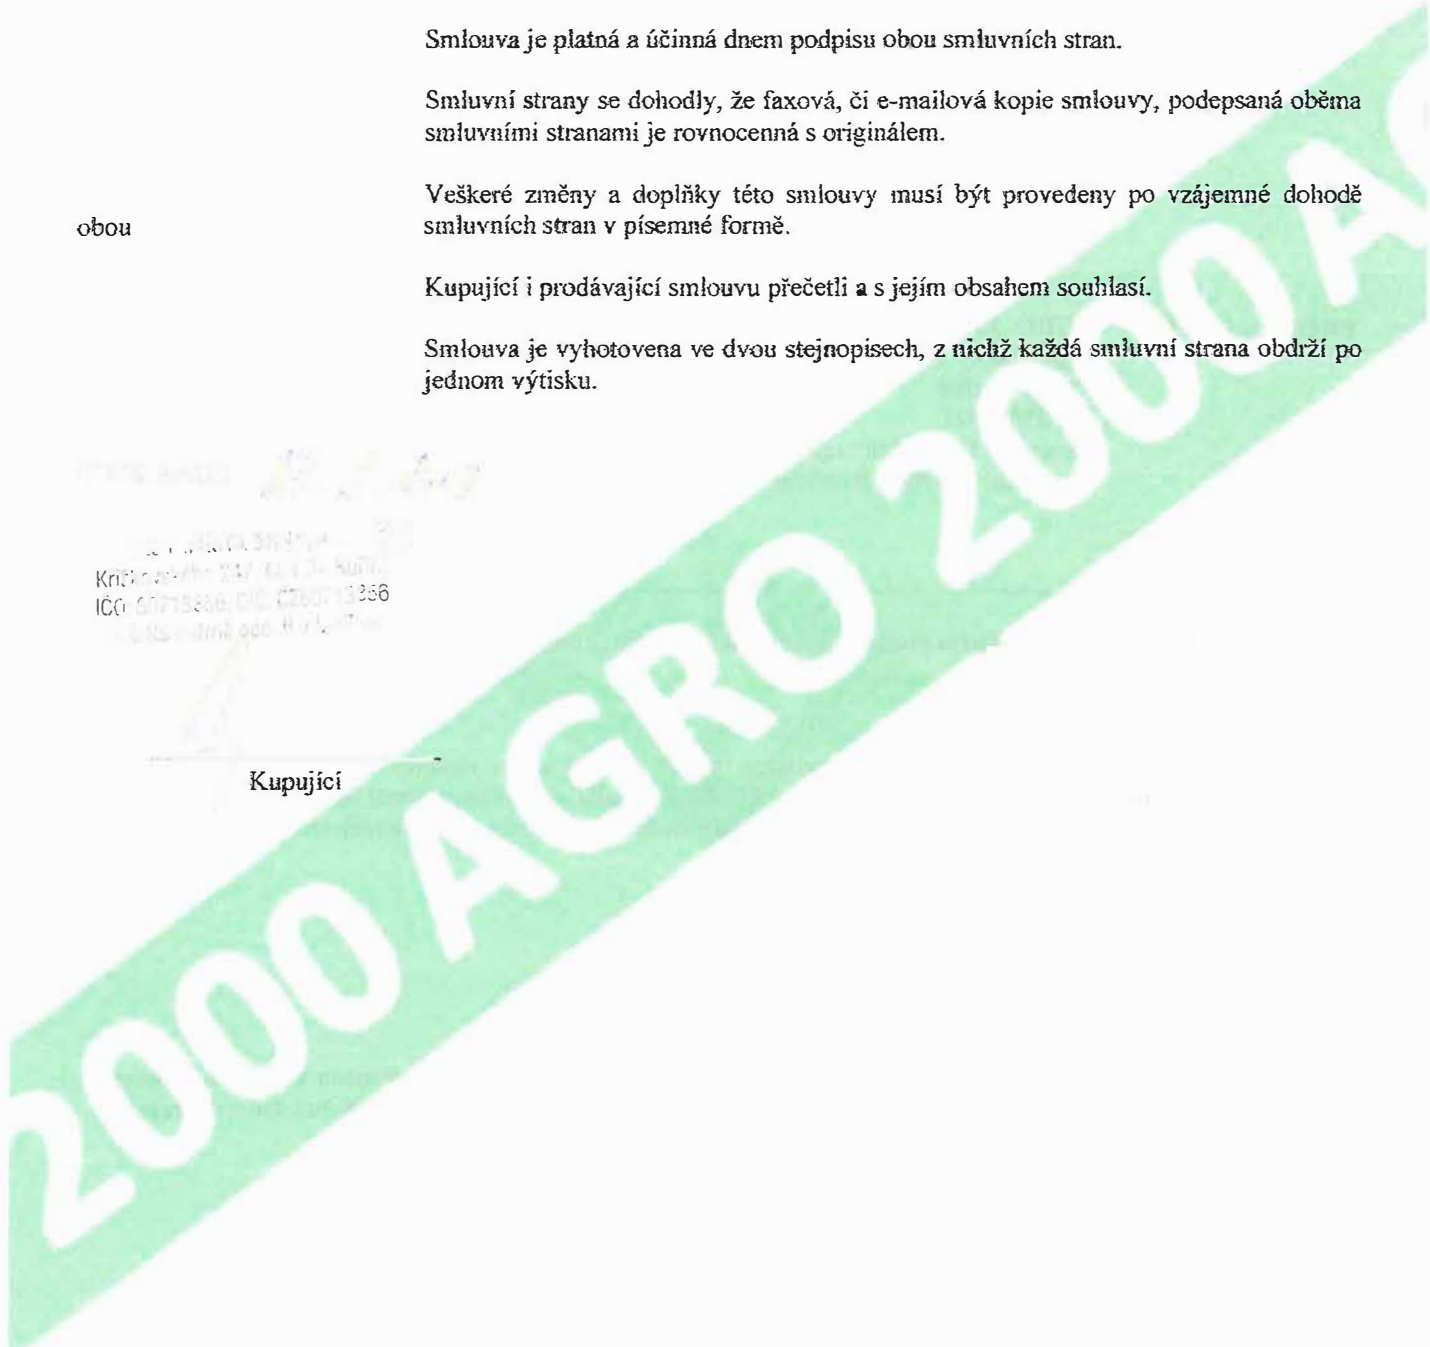 Smlouva je platná a účinná dnem podpisu obou smluvních stran.
Smluvní strany se dohodly, že faxová, či e-mailová kopie smlouvy, podepsaná oběma
smluvními stranami je rovnocenná s originálem.
Veškeré změny a doplňky této smlouvy musí být provedeny po vzájemné dohodě
obou smluvních stran v písemné formě.
Kupující i prodávající smlouvu přečetli a s jejím obsahem souhlasí.
Smlouva je vyhotovena ve dvou stejnopisech, z nichž každá smluvní strana obdrží po
jednom výtisku.
IČO
Kupující
2000 AGRO 2000 AG